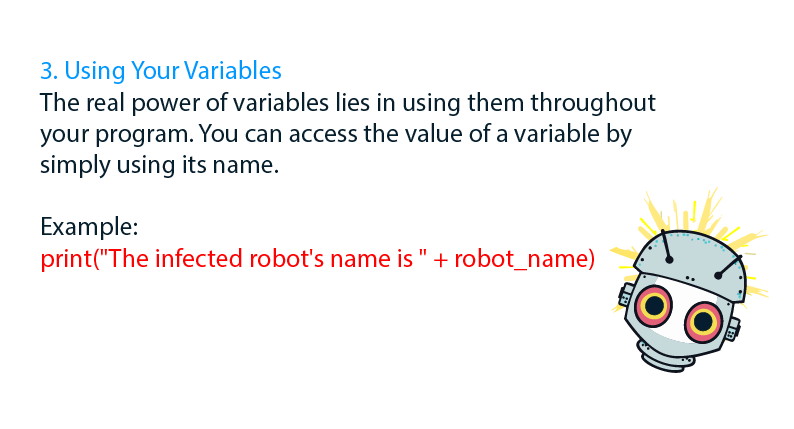 3. Using Your Variables
The real power of variables lies in using them throughout
your program. You can access the value of a variable by
simply using its name.
Example:
print("The infected robot's name is " + robot_name)